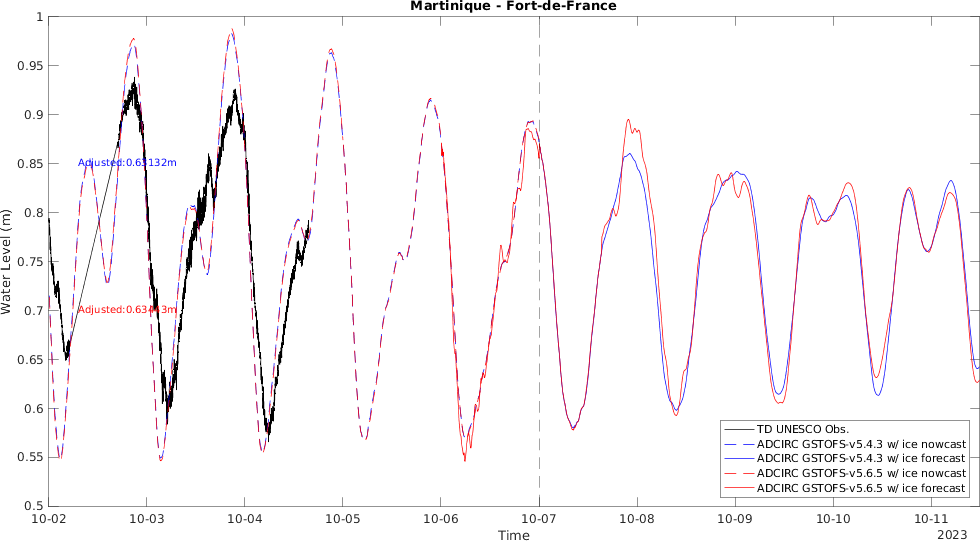 Martinique - Fort-de-France
1
0.95
0.9
0.85
0.8
0.75
0.7
0.65
0.6
0.55
0.5
Water Level (m)
Adjusted:0.63132m
TD UNESCO Obs.
ADCIRC GSTOFS-v5.4.3 w/ ice nowcast
ADCIRC GSTOFS-v5.4.3 w/ ice forecast
ADCIRC GSTOFS-v5.6.5 w/ ice nowcast
ADCIRC GSTOFS-v5.6.5 w/ ice forecast
10-02 10-03 10-04 10-05 10-06 10-07 10-08 10-09 10-10 10-11
Time
2023